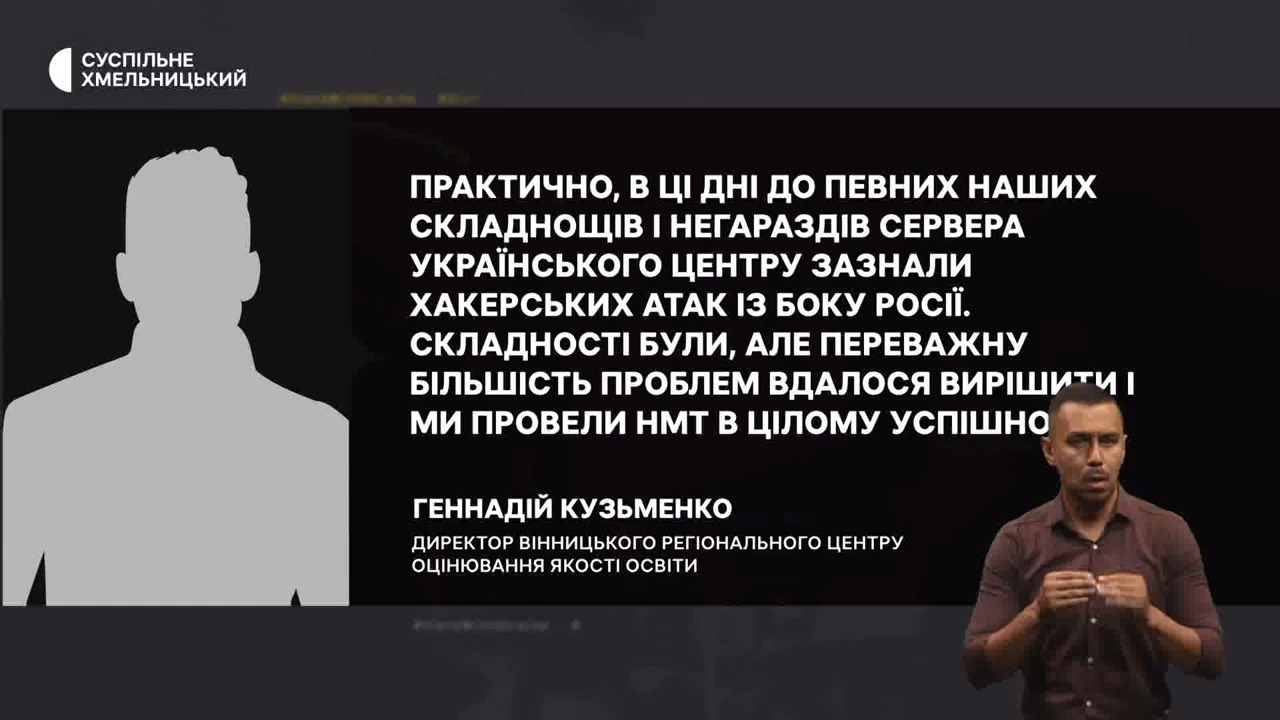 СУСПІЛЬНЕ
ХМЕЛЬНИЦЬКИЙ
ПРАКТИЧНО, В ЦІ ДНІ ДО ПЕВНИХ НАШИХ
СКЛАДНОЩІВ І НЕГАРАЗДІВ СЕРВЕРА
УКРАЇНСЬКОГО ЦЕНТРУ ЗАЗНАЛИ
ХАКЕРСЬКИХ АТАК ІЗ БОКУ РОСІЇ.
СКЛАДНОСТІ БУЛИ, АЛЕ ПЕРЕВАЖНУ
БІЛЬШІСТЬ ПРОБЛЕМ ВДАЛОСЯ ВИРІШИТИ І
МИ ПРОВЕЛИ НМТ В ЦІЛОМУ УСПІШНО
ГЕННАДІЙ КУЗЬМЕНКО
ДИРЕКТОР ВІННИЦЬКОГО РЕГІОНАЛЬНОГО ЦЕНТРУ
ОЦІНЮВАННЯ ЯКОСТІ ОСВІТИ